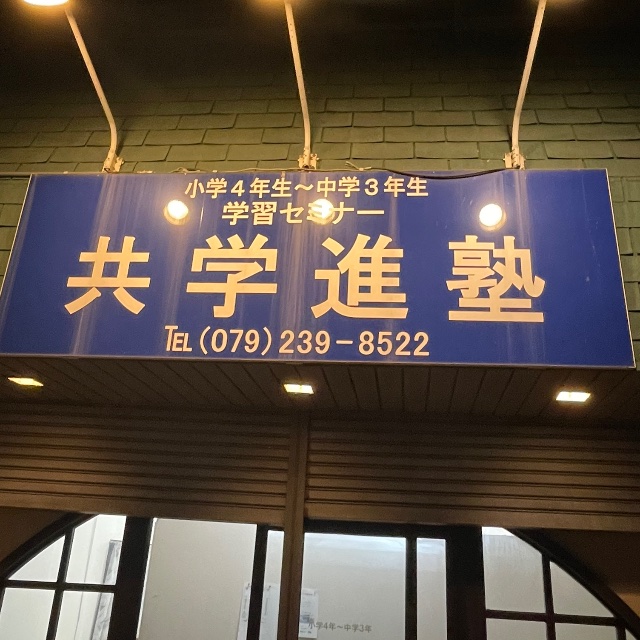 小学4年生～中学3年生
学習セミナー
共学進塾
TEL(079)239-8522
小学4年～中学3年